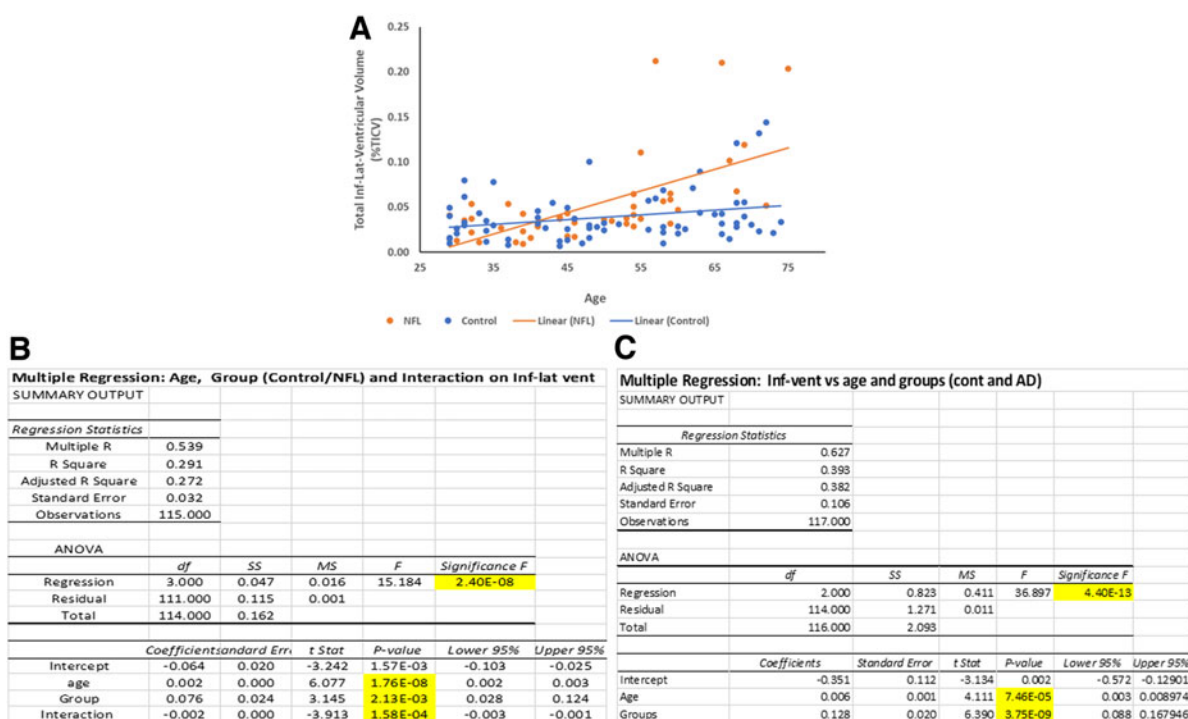 A
0.25
0.20
0.15
0.10
0.05
0.00
Total Inf-Lat-Ventricular Volume
(%TICV)
25 35 45 55 65 75
Age
NFL Control Linear (NFL) Linear (Control)
B
Multiple Regression: Age, Group (Control/NFL) and Interaction on Inf-lat vent
SUMMARY OUTPUT
Regression Statistics
Multiple R 0.539
R Square 0.291
Adjusted R Square 0.272
Standard Error 0.032
Observations 115.000
ANOVA
df SS MS F Significance F
Regression 3.000 0.047 0.016 15.184 2.40E-08
Residual 111.000 0.115 0.001
Total 114.000 0.162
Coefficients andard Erro t Stat P-value Lower 95% Upper 95%
Intercept -0.064 0.020 -3.242 1.57E-03 -0.103 -0.025
age 0.002 0.000 6.077 1.76E-08 0.002 0.003
Group 0.076 0.024 3.145 2.13E-03 0.028 0.124
Interaction -0.002 0.000 -3.913 1.58E-04 -0.003 -0.001
C
Multiple Regression: Inf-vent vs age and groups (cont and AD)
SUMMARY OUTPUT
Regression Statistics
Multiple R 0.627
R Square 0.393
Adjusted R Square 0.382
Standard Error 0.106
Observations 117.000
ANOVA
df SS MS F Significance F
Regression 2.000 0.823 0.411 36.897 4.40E-13
Residual 114.000 1.271 0.011
Total 116.000 2.093
Coefficients Standard Error t Stat P-value Lower 95% Upper 95%
Intercept -0.351 0.112 -3.134 0.002 -0.572 -0.12901
Age 0.006 0.001 4.111 7.46E-05 0.003 0.008974
Groups 0.128 0.020 6.390 3.75E-09 0.088 0.167946